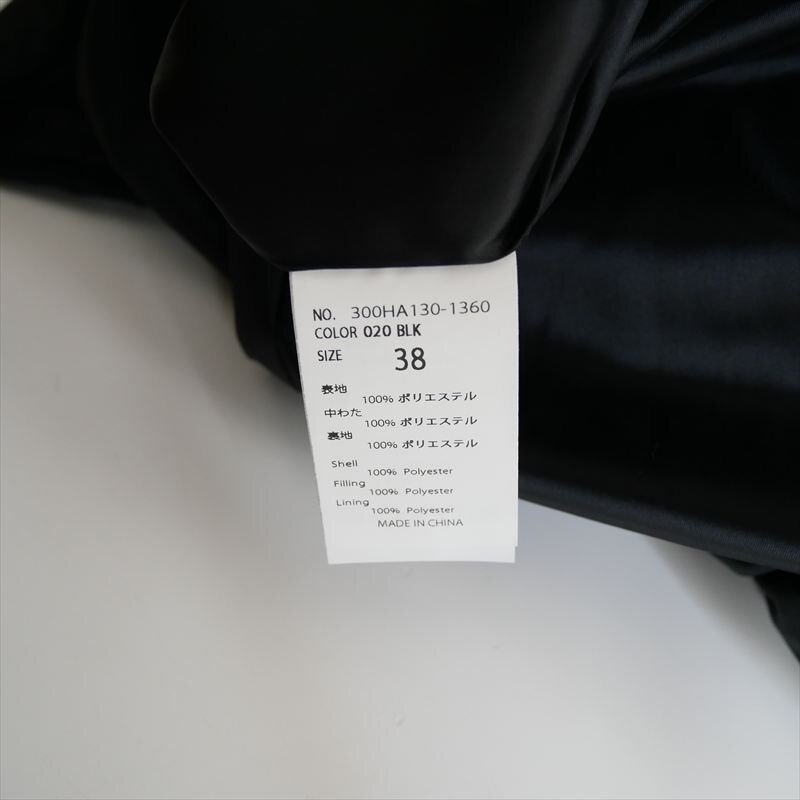 NO. 300HA130-1360
COLOR 020 BLK
SIZE 38
表地 100% ポリエステル
中わた 100% ポリエステル
裏地 100% ポリエステル
Shell 100% Polyester
Filling 100% Polyester
Lining 100% Polyester
MADE IN CHINA